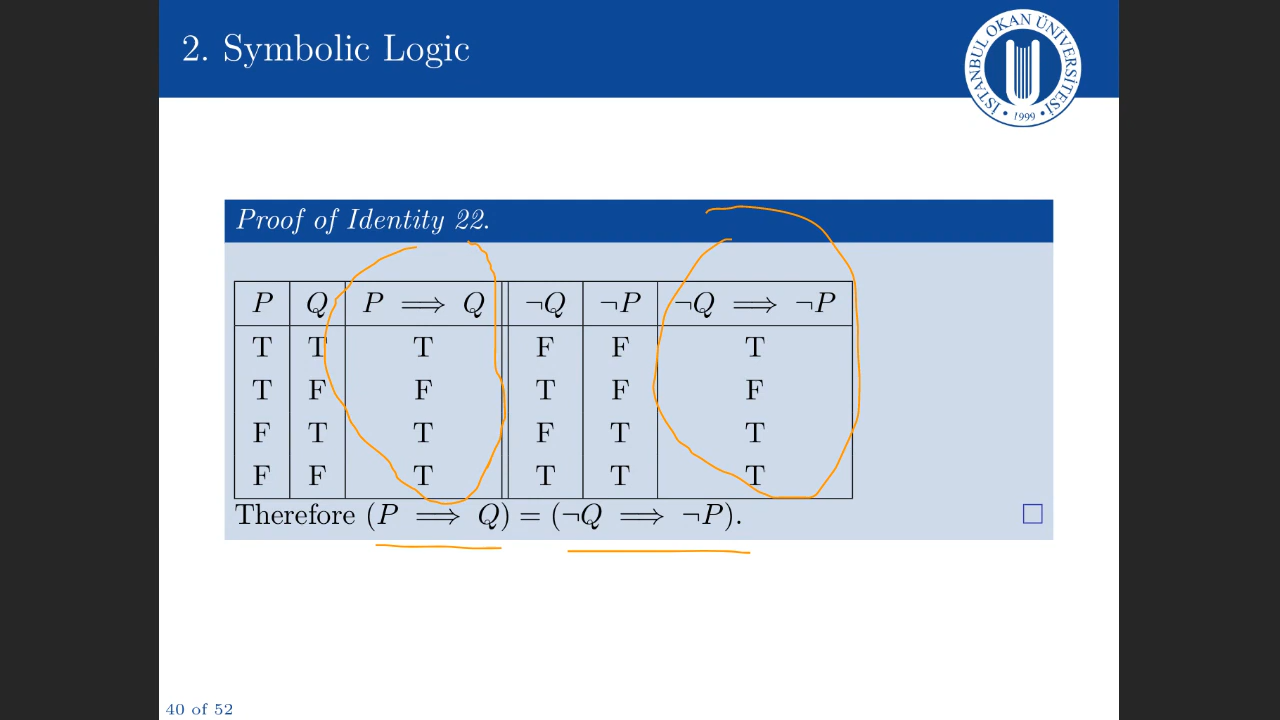 2. Symbolic Logic
İSTANBUL OKAN ÜNİVERSİTESİ
• 1999 •
Proof of Identity 22.
P Q P ⟹ Q ¬Q ¬P ¬Q ⟹ ¬P
T T T F F T
T F F T F F
F T T F T T
F F T T T T
Therefore (P ⟹ Q) = (¬Q ⟹ ¬P). □
40 of 52